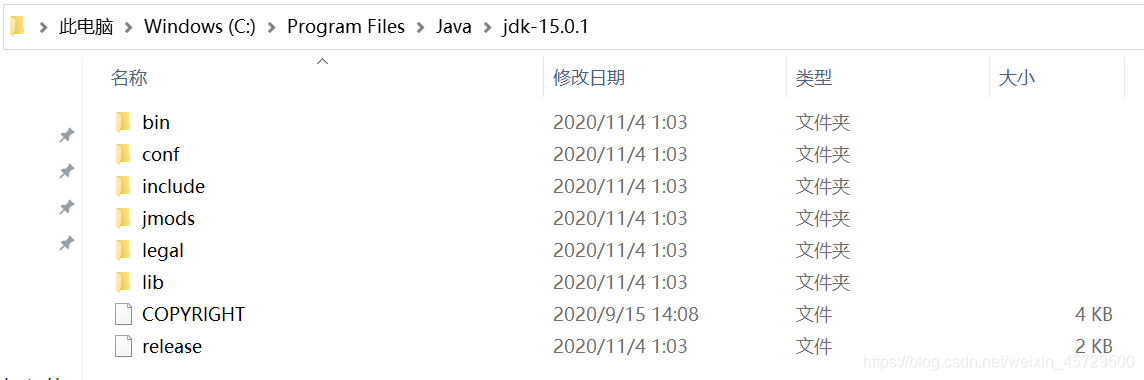 此电脑 > Windows (C:) > Program Files > Java > jdk-15.0.1
名称 修改日期 类型 大小
bin 2020/11/4 1:03 文件夹
conf 2020/11/4 1:03 文件夹
include 2020/11/4 1:03 文件夹
jmods 2020/11/4 1:03 文件夹
legal 2020/11/4 1:03 文件夹
lib 2020/11/4 1:03 文件夹
COPYRIGHT 2020/9/15 14:08 文件 4 KB
release 2020/11/4 1:03 文件 2 KB
https://blog.csdn.net/weixin_45729500